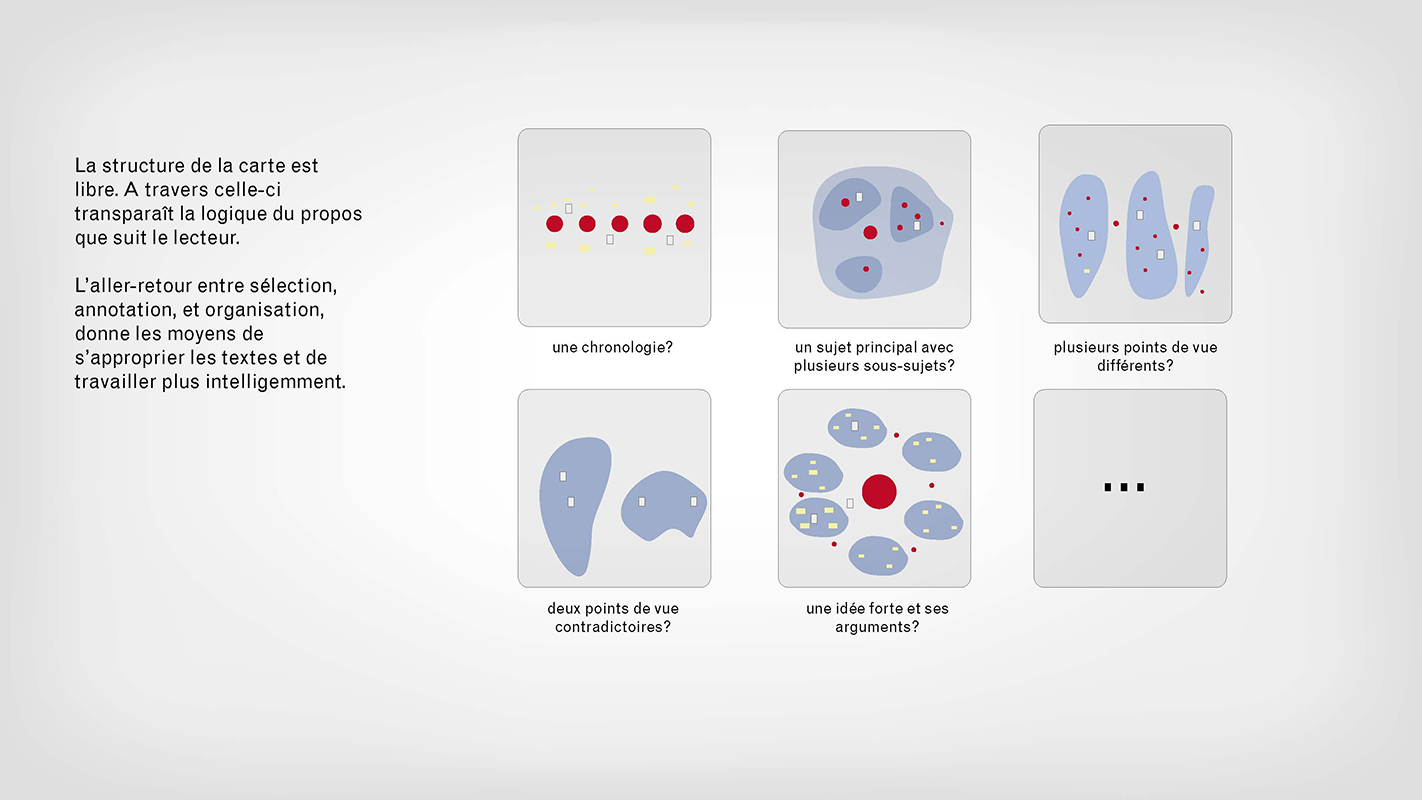 La structure de la carte est
libre. A travers celle-ci
transparaît la logique du propos
que suit le lecteur.
L'aller-retour entre sélection,
annotation, et organisation,
donne les moyens de
s'approprier les textes et de
travailler plus intelligemment.
une chronologie?
un sujet principal avec
plusieurs sous-sujets?
plusieurs points de vue
différents?
deux points de vue
contradictoires?
une idée forte et ses
arguments?
...